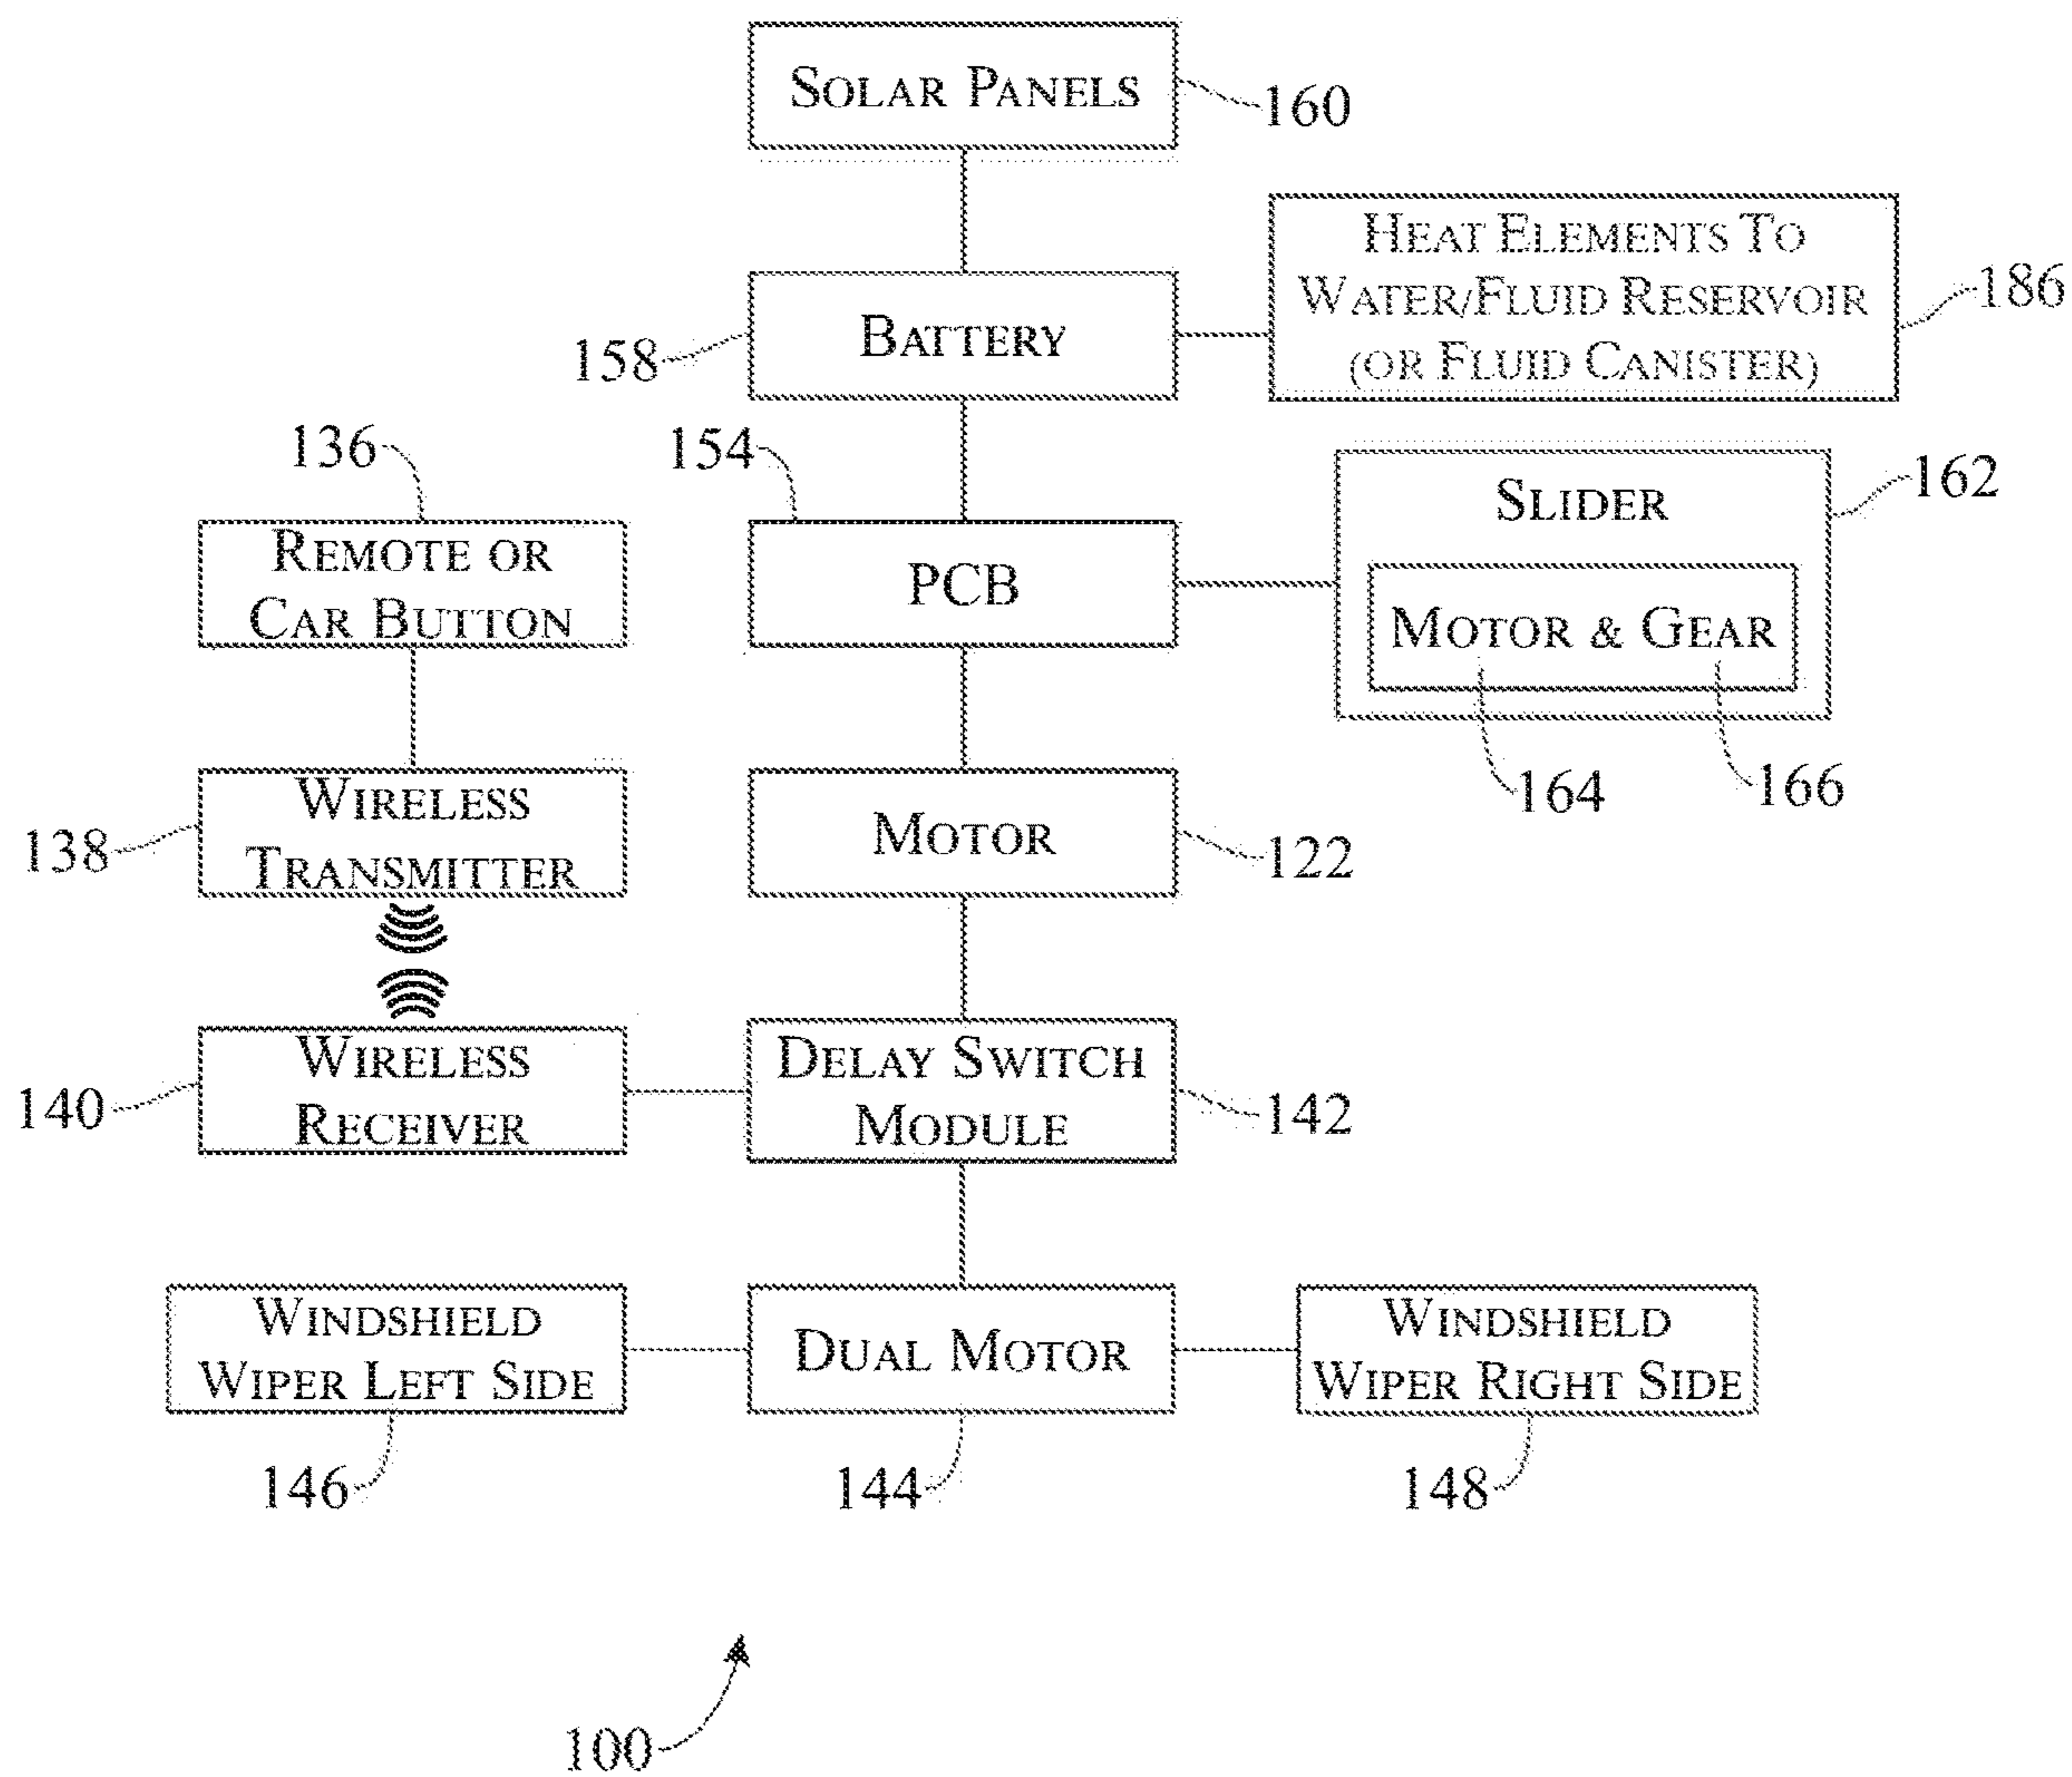 SOLAR PANELS
160
HEAT ELEMENTS TO
WATER/FLUID RESERVOIR
(OR FLUID CANISTER)
186
BATTERY
158
136
154
SLIDER
162
REMOTE OR
CAR BUTTON
PCB
MOTOR & GEAR
164
166
WIRELESS
TRANSMITTER
138
MOTOR
122
WIRELESS
RECEIVER
140
DELAY SWITCH
MODULE
142
WINDSHIELD
WIPER LEFT SIDE
DUAL MOTOR
WINDSHIELD
WIPER RIGHT SIDE
146
144
148
100